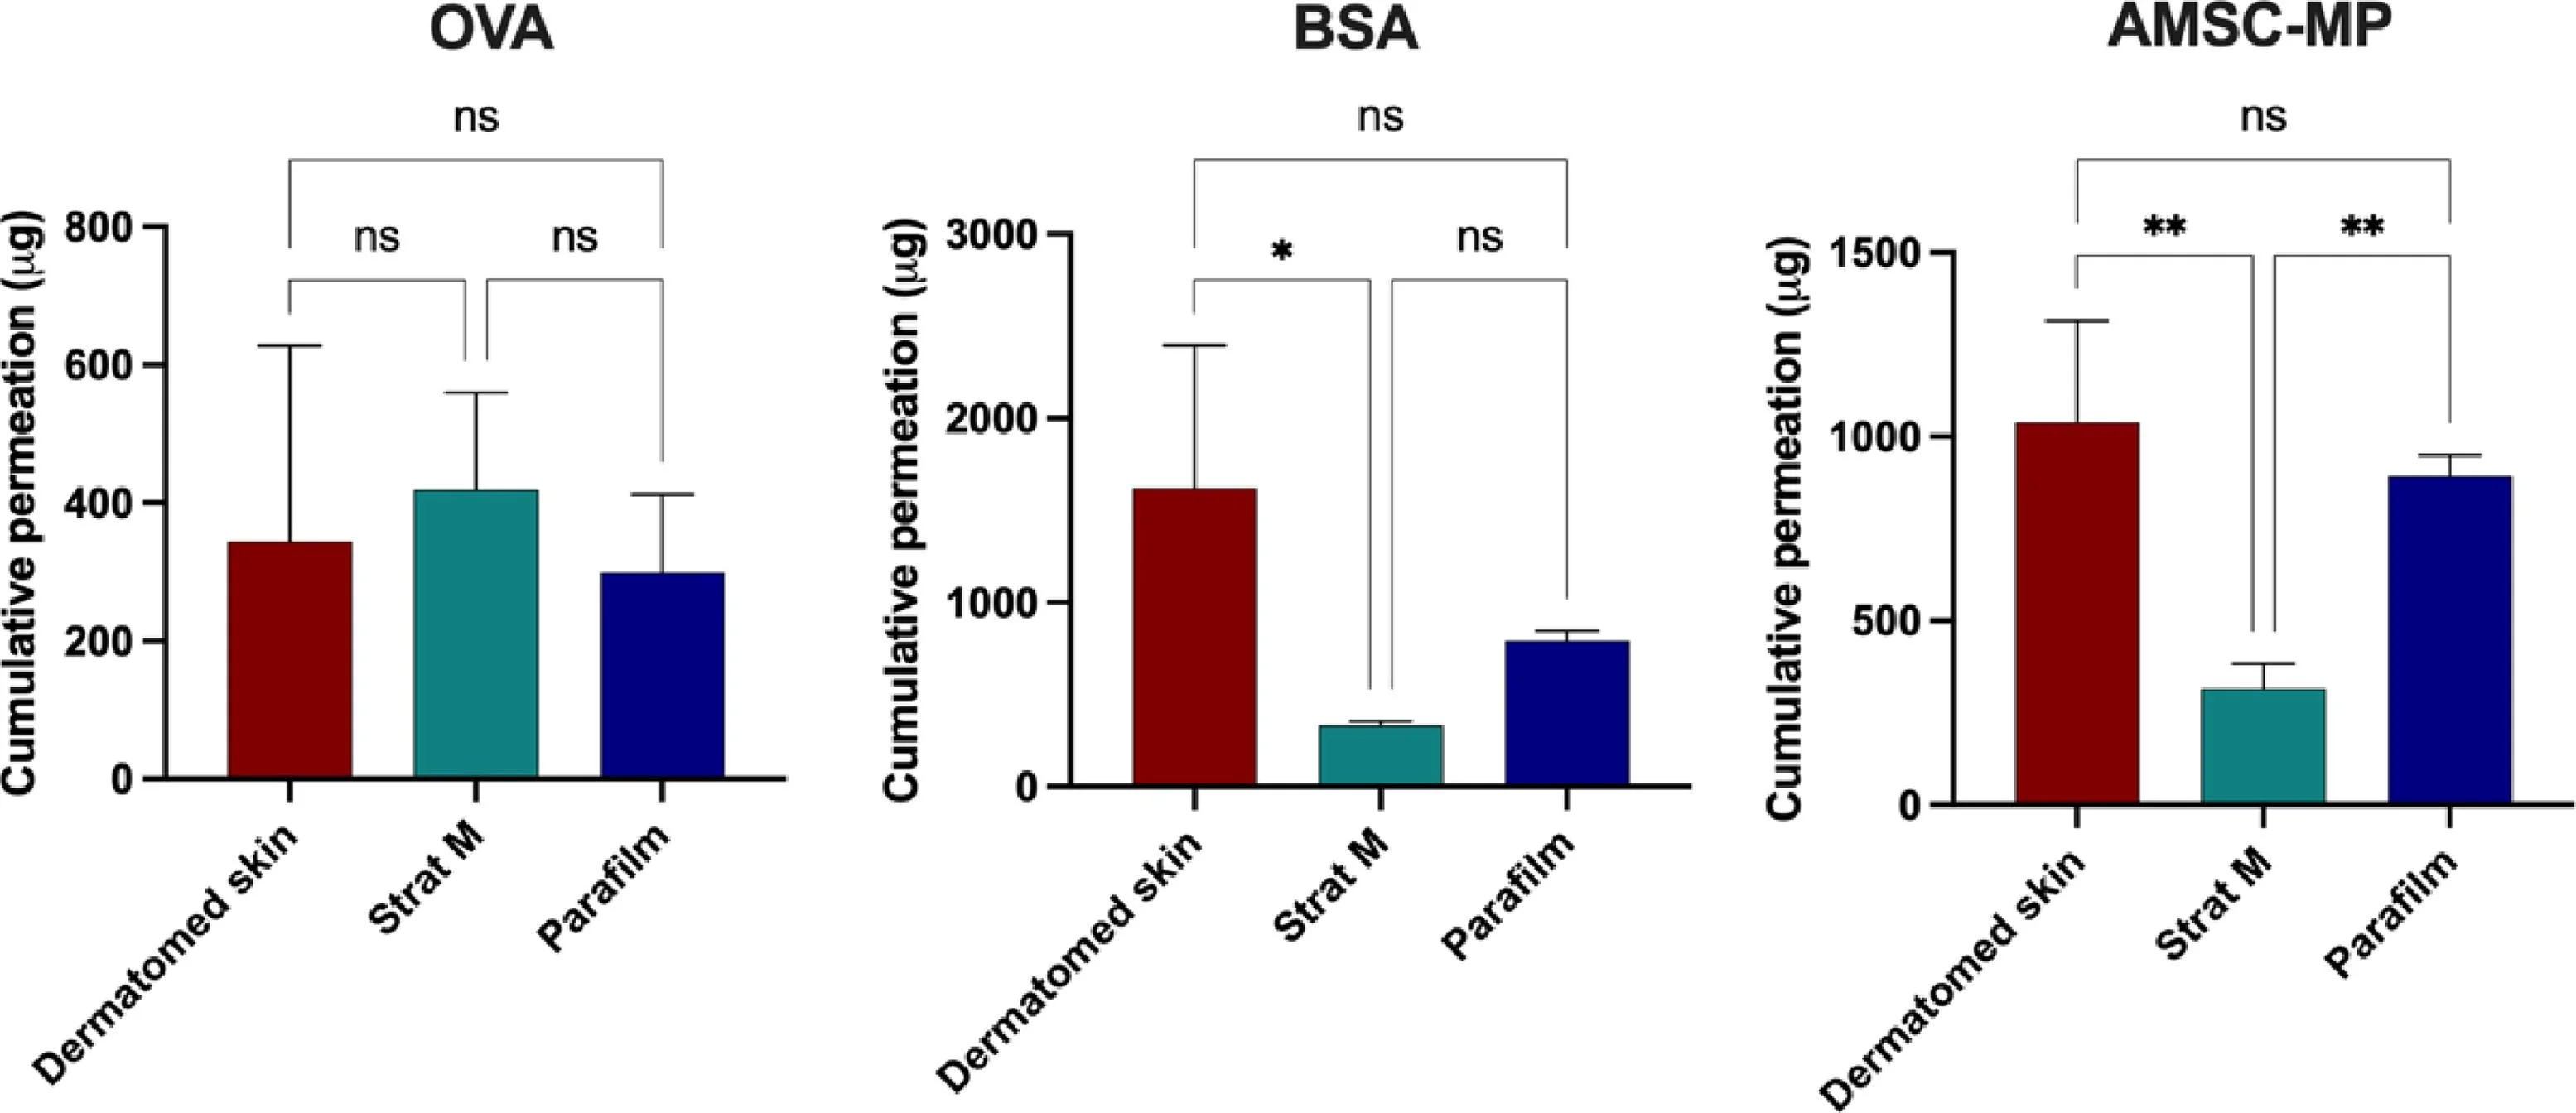 OVA
ns
ns
ns
Cumulative permeation (µg)
800
600
400
200
0
Dermatomed skin
Strat M
Parafilm
BSA
ns
*
ns
Cumulative permeation (µg)
3000
2000
1000
0
Dermatomed skin
Strat M
Parafilm
AMSC-MP
ns
**
**
Cumulative permeation (µg)
1500
1000
500
0
Dermatomed skin
Strat M
Parafilm